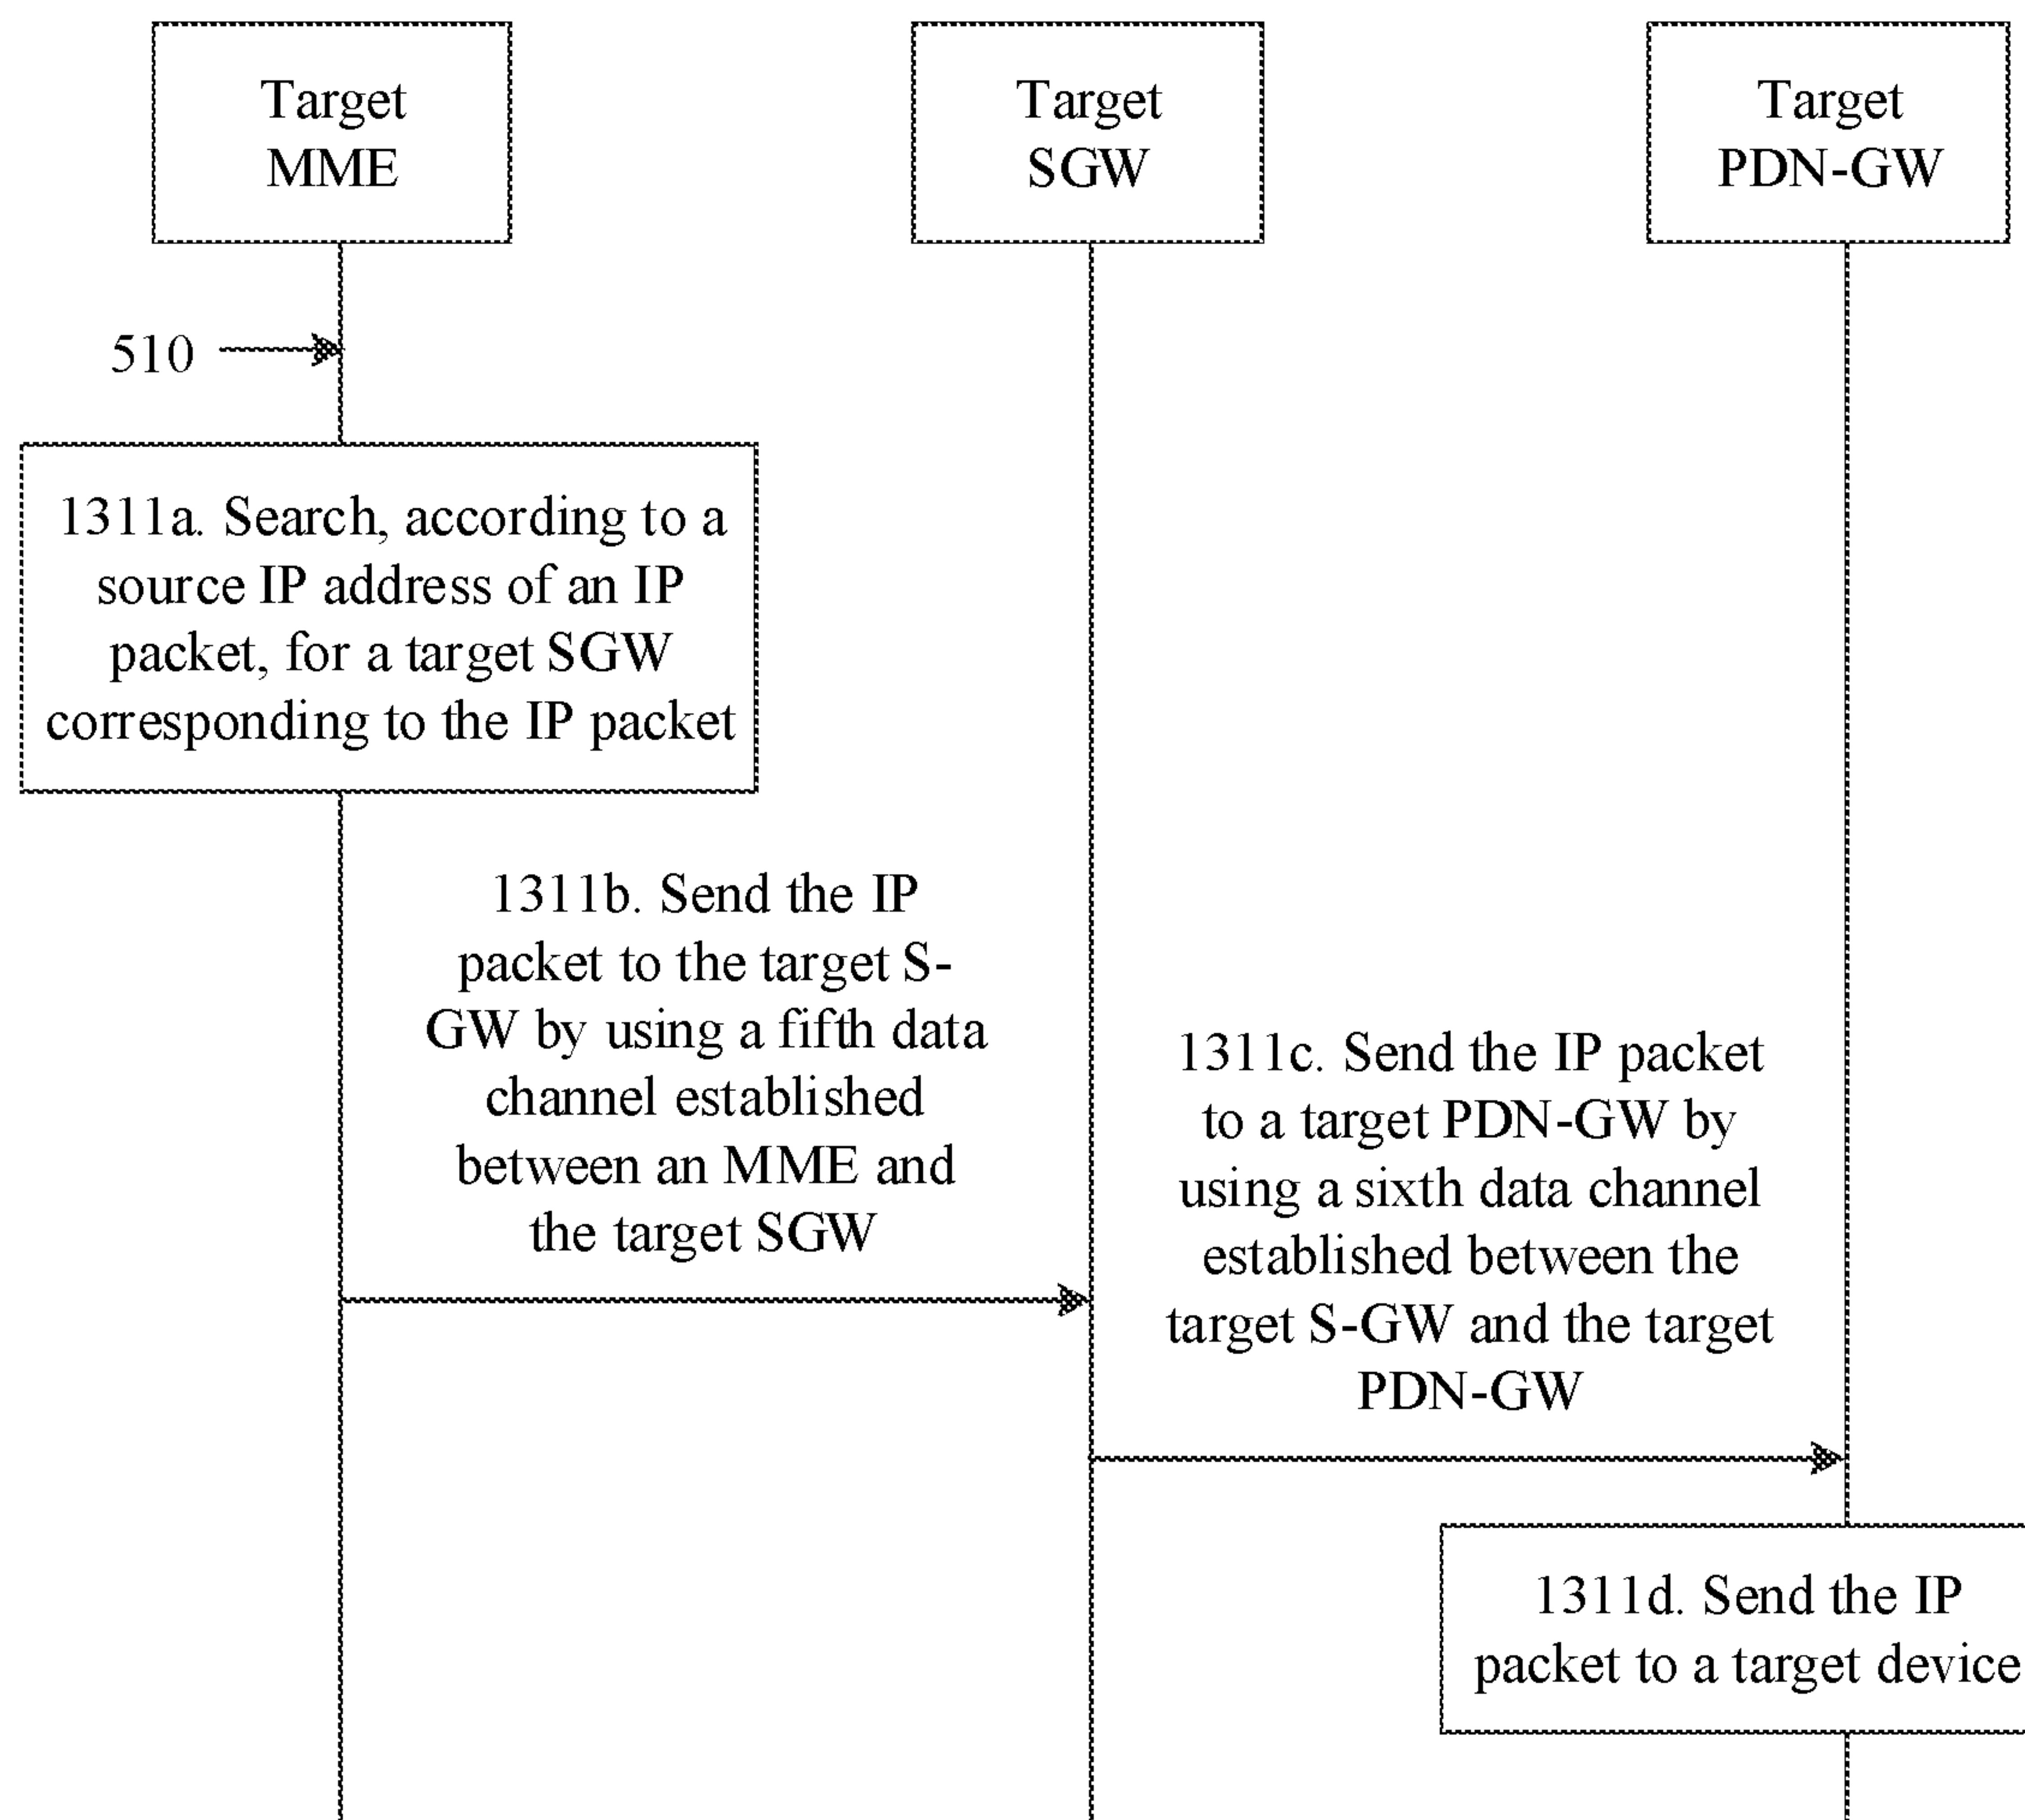 Target
MME
Target
SGW
Target
PDN-GW
510
1311a. Search, according to a
source IP address of an IP
packet, for a target SGW
corresponding to the IP packet
1311b. Send the IP
packet to the target S-
GW by using a fifth data
channel established
between an MME and
the target SGW
1311c. Send the IP packet
to a target PDN-GW by
using a sixth data channel
established between the
target S-GW and the target
PDN-GW
1311d. Send the IP
packet to a target device